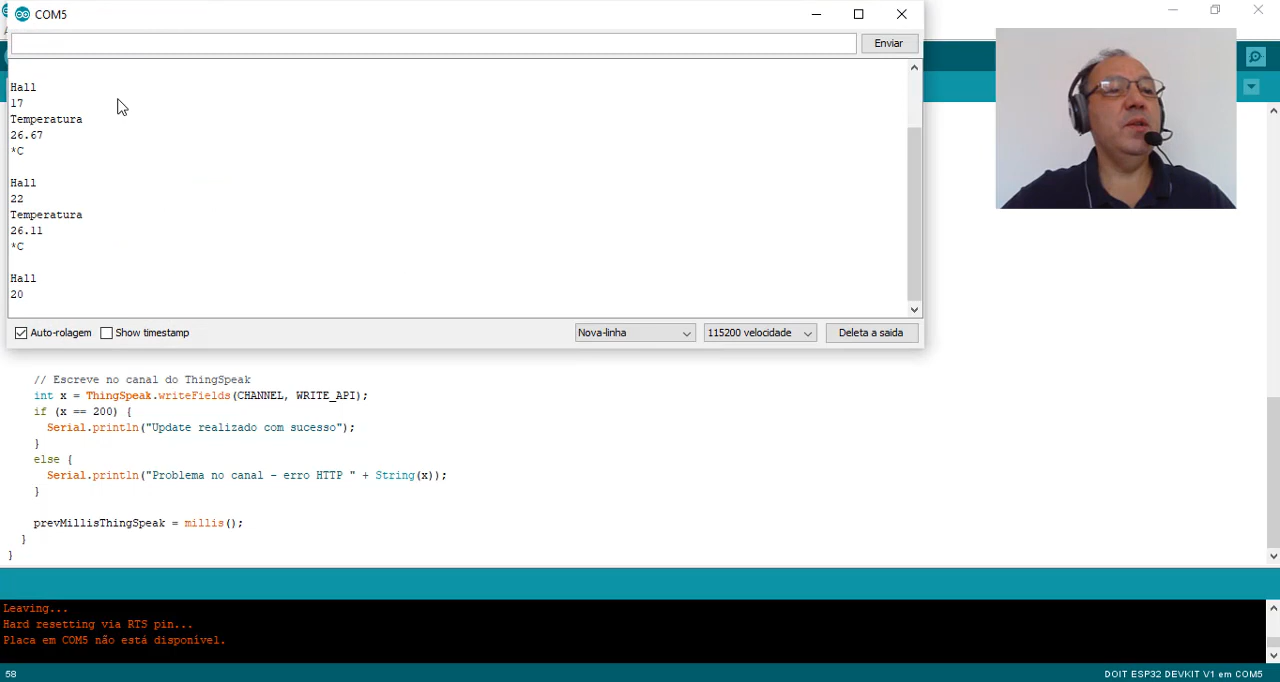 COM5
Enviar
Hall
17
Temperatura
26.67
*C
Hall
22
Temperatura
26.11
*C
Hall
20
Auto-rolagem
Show timestamp
Nova-linha
115200 velocidade
Deleta a saida
// Escreve no canal do ThingSpeak
int x = ThingSpeak.writeFields(CHANNEL, WRITE_API);
if (x == 200) {
Serial.println("Update realizado com sucesso");
}
else {
Serial.println("Problema no canal - erro HTTP " + String(x));
}
prevMillisThingSpeak = millis();
}
}
Leaving...
Hard resetting via RTS pin...
Placa em COM5 não está disponível.
58
DOIT ESP32 DEVKIT V1 em COM5